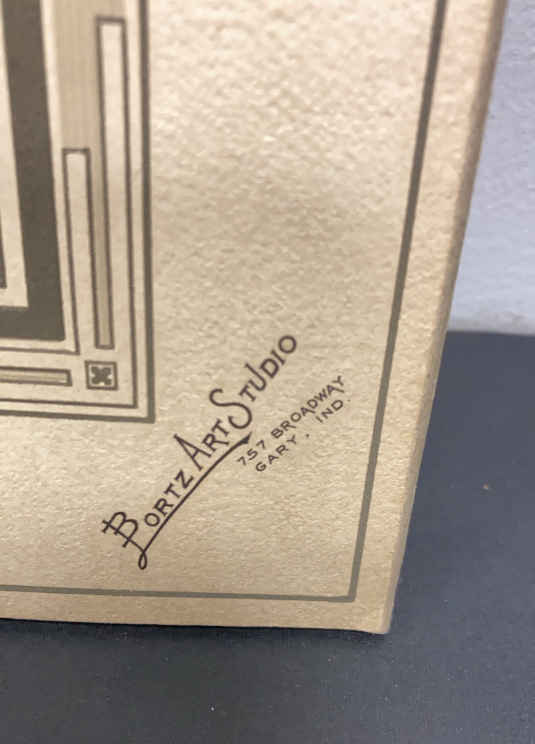 BORTZ ART STUDIO
757 BROADWAY
GARY, IND.